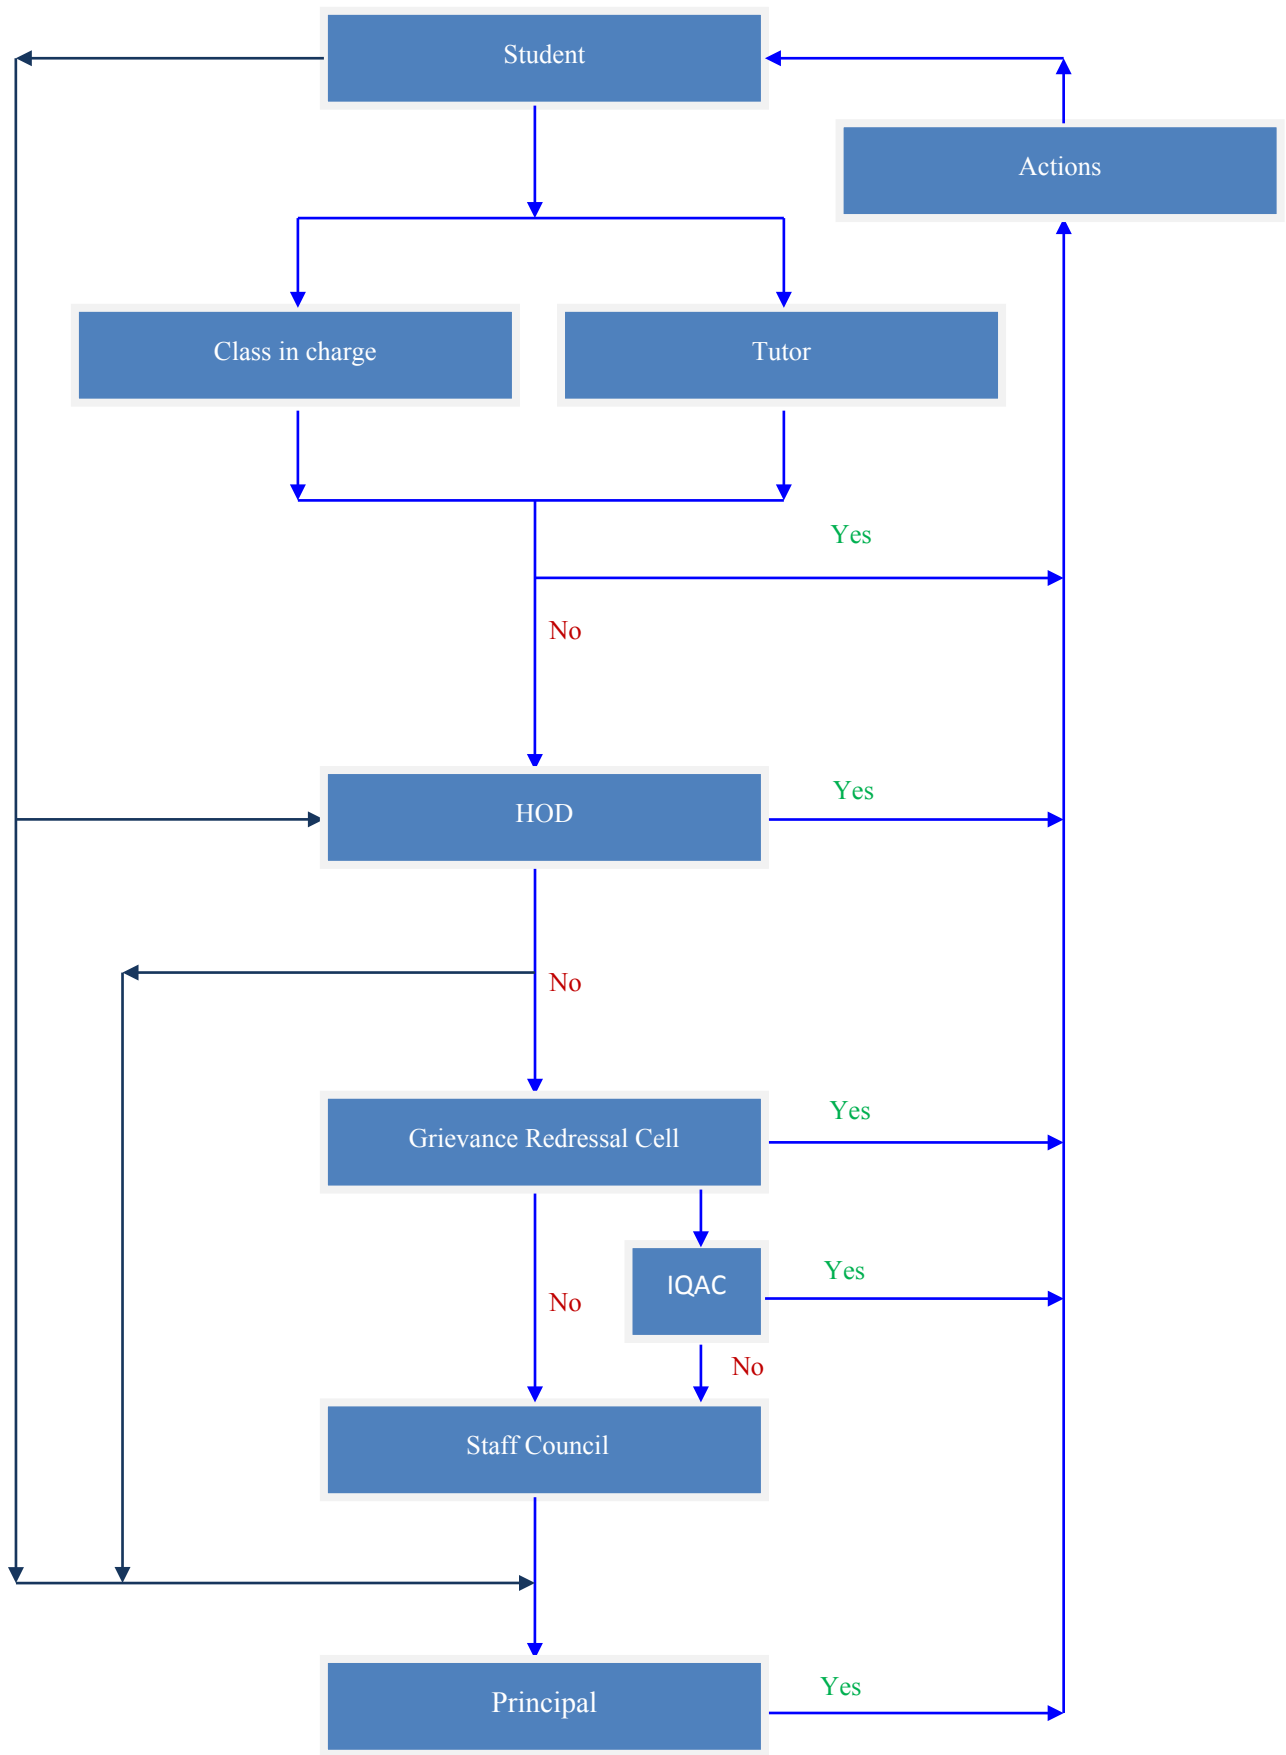 Student
Actions
Class in charge
Tutor
Yes
No
HOD
Yes
No
Grievance Redressal Cell
Yes
IQAC
Yes
No
No
Staff Council
Principal
Yes